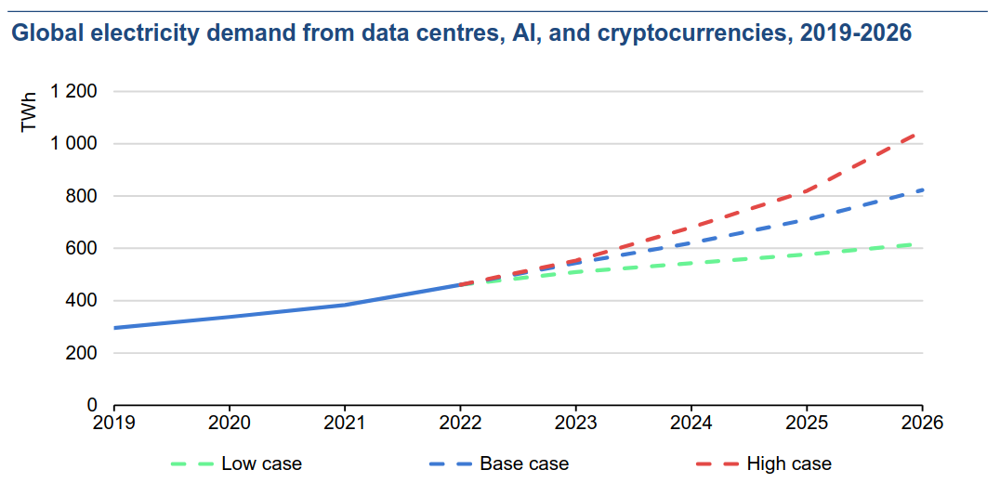 Global electricity demand from data centres, AI, and cryptocurrencies, 2019-2026
TWh
1 200
1 000
800
600
400
200
0
2019 2020 2021 2022 2023 2024 2025 2026
Low case Base case High case